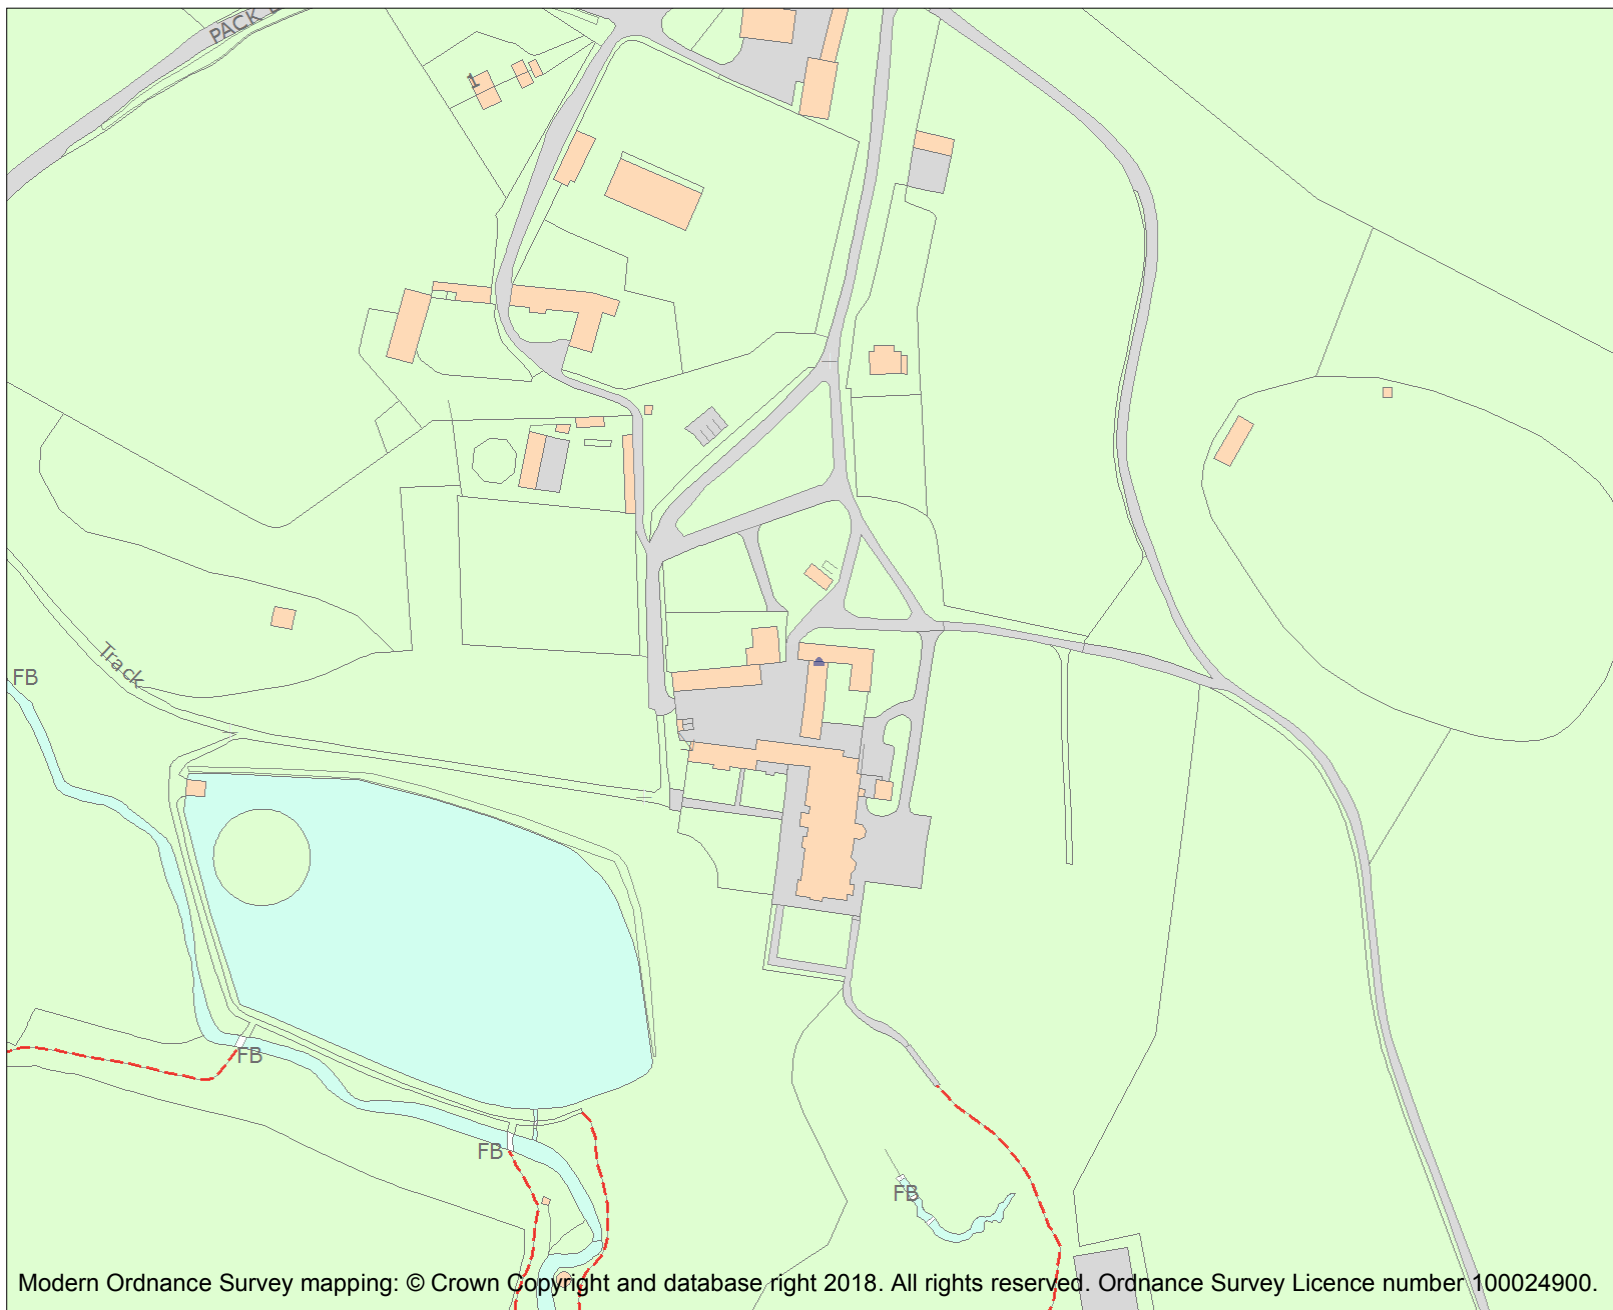 PACK
1
Track
FB
FB
FB
FB
Modern Ordnance Survey mapping: © Crown Copyright and database right 2018. All rights reserved. Ordnance Survey Licence number 100024900.